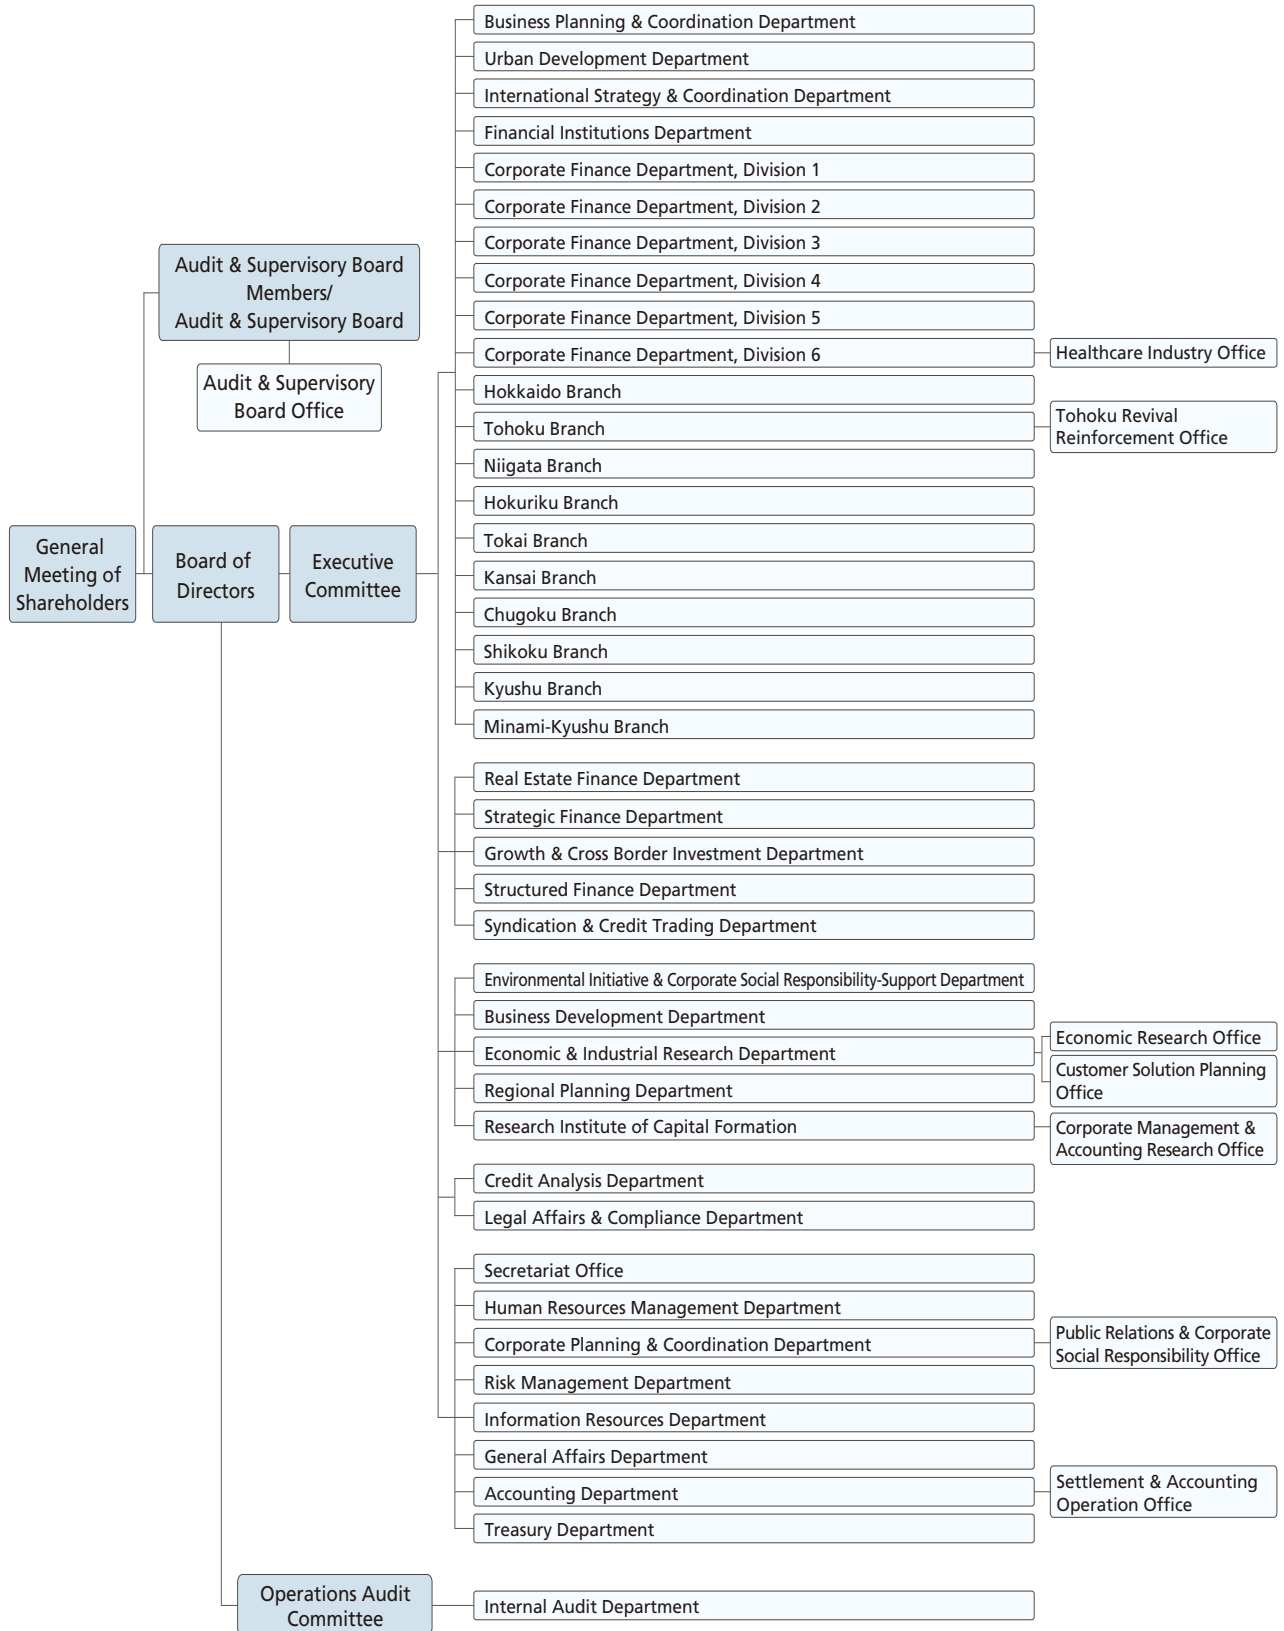 General
Meeting of
Shareholders
Audit & Supervisory Board
Members/
Audit & Supervisory Board
Audit & Supervisory
Board Office
Board of
Directors
Executive
Committee
Business Planning & Coordination Department
Urban Development Department
International Strategy & Coordination Department
Financial Institutions Department
Corporate Finance Department, Division 1
Corporate Finance Department, Division 2
Corporate Finance Department, Division 3
Corporate Finance Department, Division 4
Corporate Finance Department, Division 5
Corporate Finance Department, Division 6
Healthcare Industry Office
Hokkaido Branch
Tohoku Branch
Tohoku Revival
Reinforcement Office
Niigata Branch
Hokuriku Branch
Tokai Branch
Kansai Branch
Chugoku Branch
Shikoku Branch
Kyushu Branch
Minami-Kyushu Branch
Real Estate Finance Department
Strategic Finance Department
Growth & Cross Border Investment Department
Structured Finance Department
Syndication & Credit Trading Department
Environmental Initiative & Corporate Social Responsibility-Support Department
Business Development Department
Economic & Industrial Research Department
Economic Research Office
Customer Solution Planning
Office
Regional Planning Department
Research Institute of Capital Formation
Corporate Management &
Accounting Research Office
Credit Analysis Department
Legal Affairs & Compliance Department
Secretariat Office
Human Resources Management Department
Corporate Planning & Coordination Department
Public Relations & Corporate
Social Responsibility Office
Risk Management Department
Information Resources Department
General Affairs Department
Accounting Department
Settlement & Accounting
Operation Office
Treasury Department
Operations Audit
Committee
Internal Audit Department